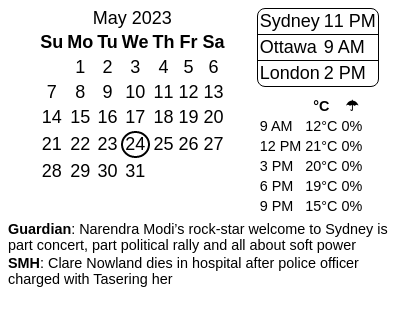 May 2023
Su Mo Tu We Th Fr Sa
1 2 3 4 5 6
7 8 9 10 11 12 13
14 15 16 17 18 19 20
21 22 23 24 25 26 27
28 29 30 31
Sydney 11 PM
Ottawa 9 AM
London 2 PM
°C ☂
9 AM 12°C 0%
12 PM 21°C 0%
3 PM 20°C 0%
6 PM 19°C 0%
9 PM 15°C 0%
Guardian: Narendra Modi’s rock-star welcome to Sydney is
part concert, part political rally and all about soft power
SMH: Clare Nowland dies in hospital after police officer
charged with Tasering her